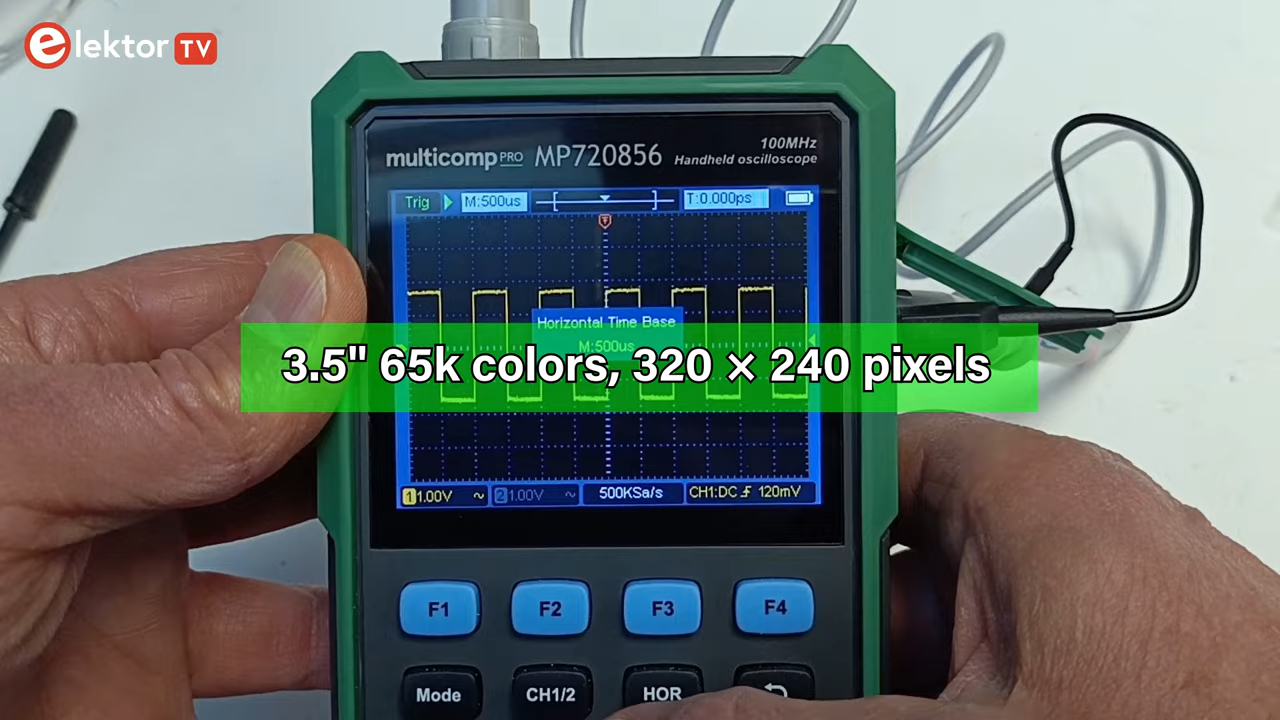 elektor TV
multicomp PRO MP720856 100MHz Handheld oscilloscope
Trig M:500us T:0.000ps
T
Horizontal Time Base
M:500us
3.5" 65k colors, 320 × 240 pixels
1 1.00V ~ 2 1.00V ~ 500KSa/s CH1:DC 120mV
F1 F2 F3 F4
Mode CH1/2 HOR